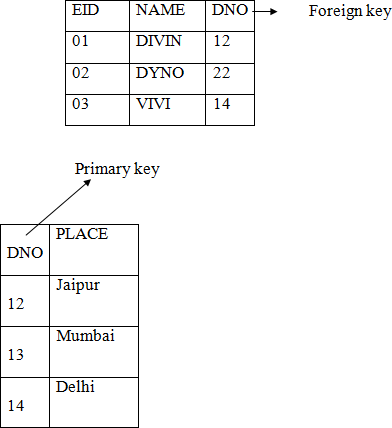 EID NAME DNO Foreign key
01 DIVIN 12
02 DYNO 22
03 VIVI 14
Primary key
DNO PLACE
12 Jaipur
13 Mumbai
14 Delhi